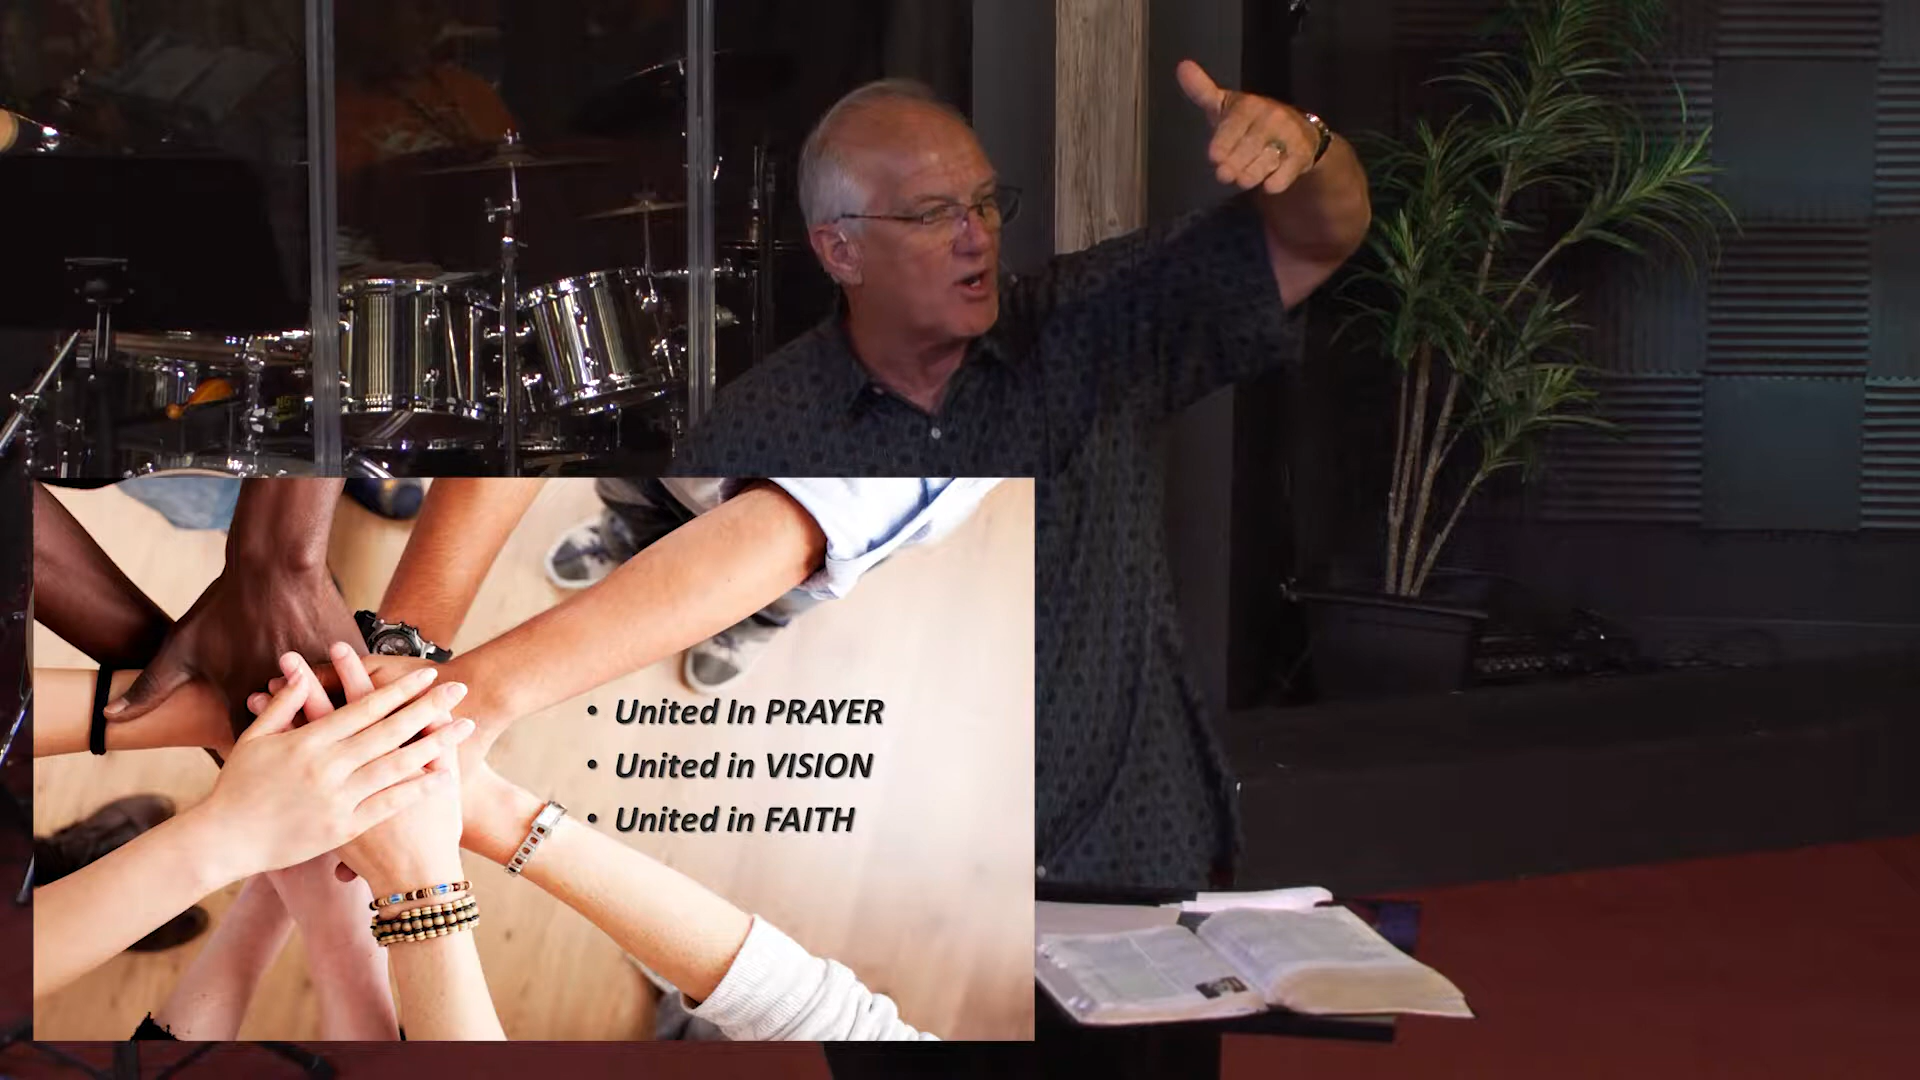 • United In PRAYER
• United in VISION
• United in FAITH